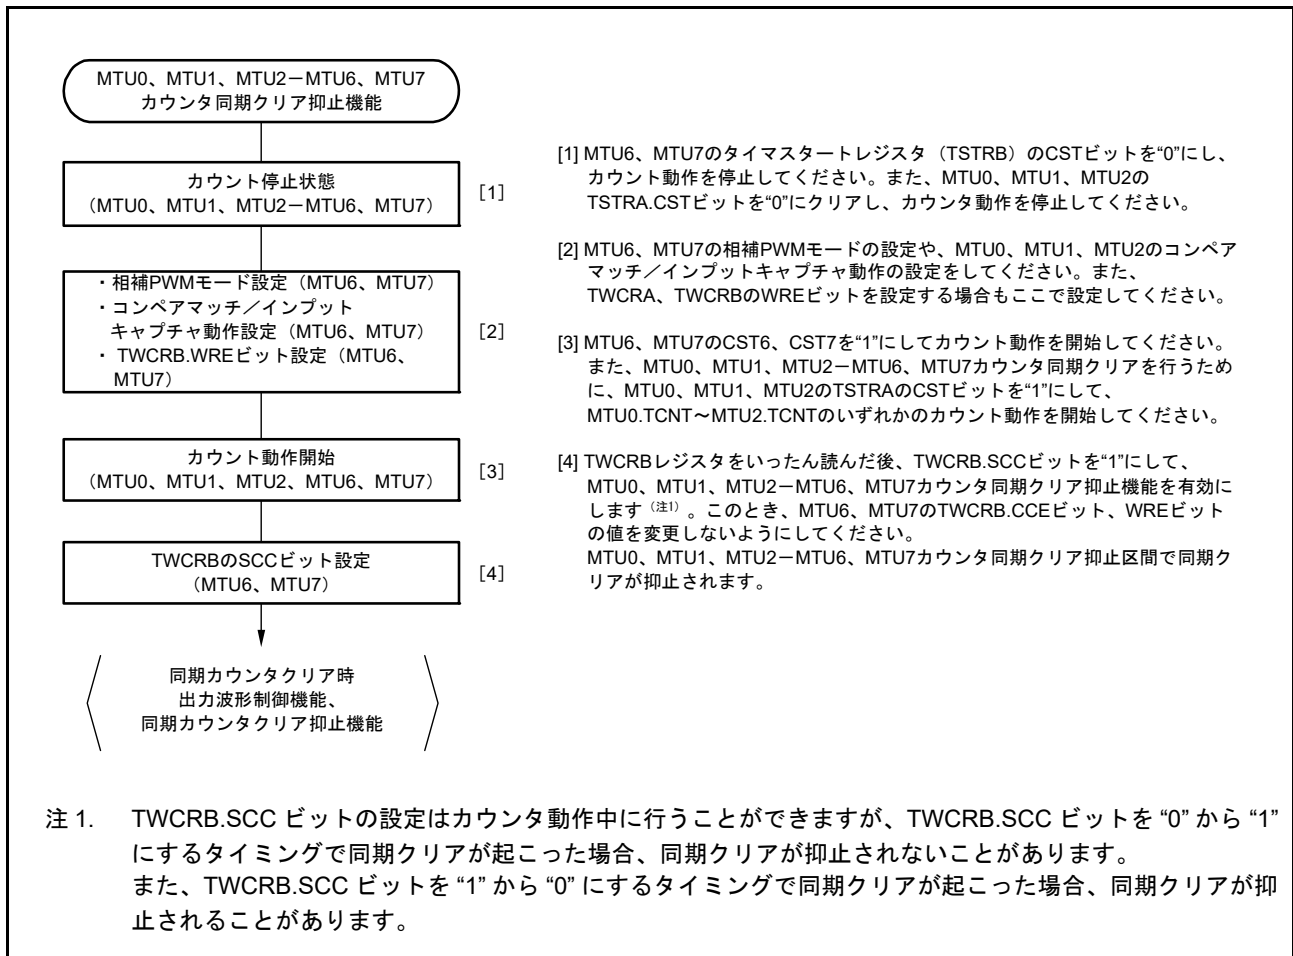 MTU0、MTU1、MTU2－MTU6、MTU7
カウンタ同期クリア抑止機能
カウント停止状態
（MTU0、MTU1、MTU2－MTU6、MTU7）
[1]
・相補PWMモード設定（MTU6、MTU7）
・コンペアマッチ／インプット
キャプチャ動作設定（MTU6、MTU7）
・ TWCRB.WREビット設定（MTU6、
MTU7）
[2]
カウント動作開始
（MTU0、MTU1、MTU2、MTU6、MTU7）
[3]
TWCRBのSCCビット設定
（MTU6、MTU7）
[4]
同期カウンタクリア時
出力波形制御機能、
同期カウンタクリア抑止機能
[1] MTU6、MTU7のタイマスタートレジスタ（TSTRB）のCSTビットを“0”にし、
カウント動作を停止してください。また、MTU0、MTU1、MTU2の
TSTRA.CSTビットを“0”にクリアし、カウンタ動作を停止してください。
[2] MTU6、MTU7の相補PWMモードの設定や、MTU0、MTU1、MTU2のコンペア
マッチ／インプットキャプチャ動作の設定をしてください。また、
TWCRA、TWCRBのWREビットを設定する場合もここで設定してください。
[3] MTU6、MTU7のCST6、CST7を“1”にしてカウント動作を開始してください。
また、MTU0、MTU1、MTU2－MTU6、MTU7カウンタ同期クリアを行うため
に、MTU0、MTU1、MTU2のTSTRAのCSTビットを“1”にして、
MTU0.TCNT～MTU2.TCNTのいずれかのカウント動作を開始してください。
[4] TWCRBレジスタをいったん読んだ後、TWCRB.SCCビットを“1”にして、
MTU0、MTU1、MTU2－MTU6、MTU7カウンタ同期クリア抑止機能を有効に
します（注1）。このとき、MTU6、MTU7のTWCRB.CCEビット、WREビット
の値を変更しないようにしてください。
MTU0、MTU1、MTU2－MTU6、MTU7カウンタ同期クリア抑止区間で同期ク
リアが抑止されます。
注 1. TWCRB.SCC ビットの設定はカウンタ動作中に行うことができますが、TWCRB.SCC ビットを “0” から “1”
にするタイミングで同期クリアが起こった場合、同期クリアが抑止されないことがあります。
また、TWCRB.SCC ビットを “1” から “0” にするタイミングで同期クリアが起こった場合、同期クリアが抑
止されることがあります。